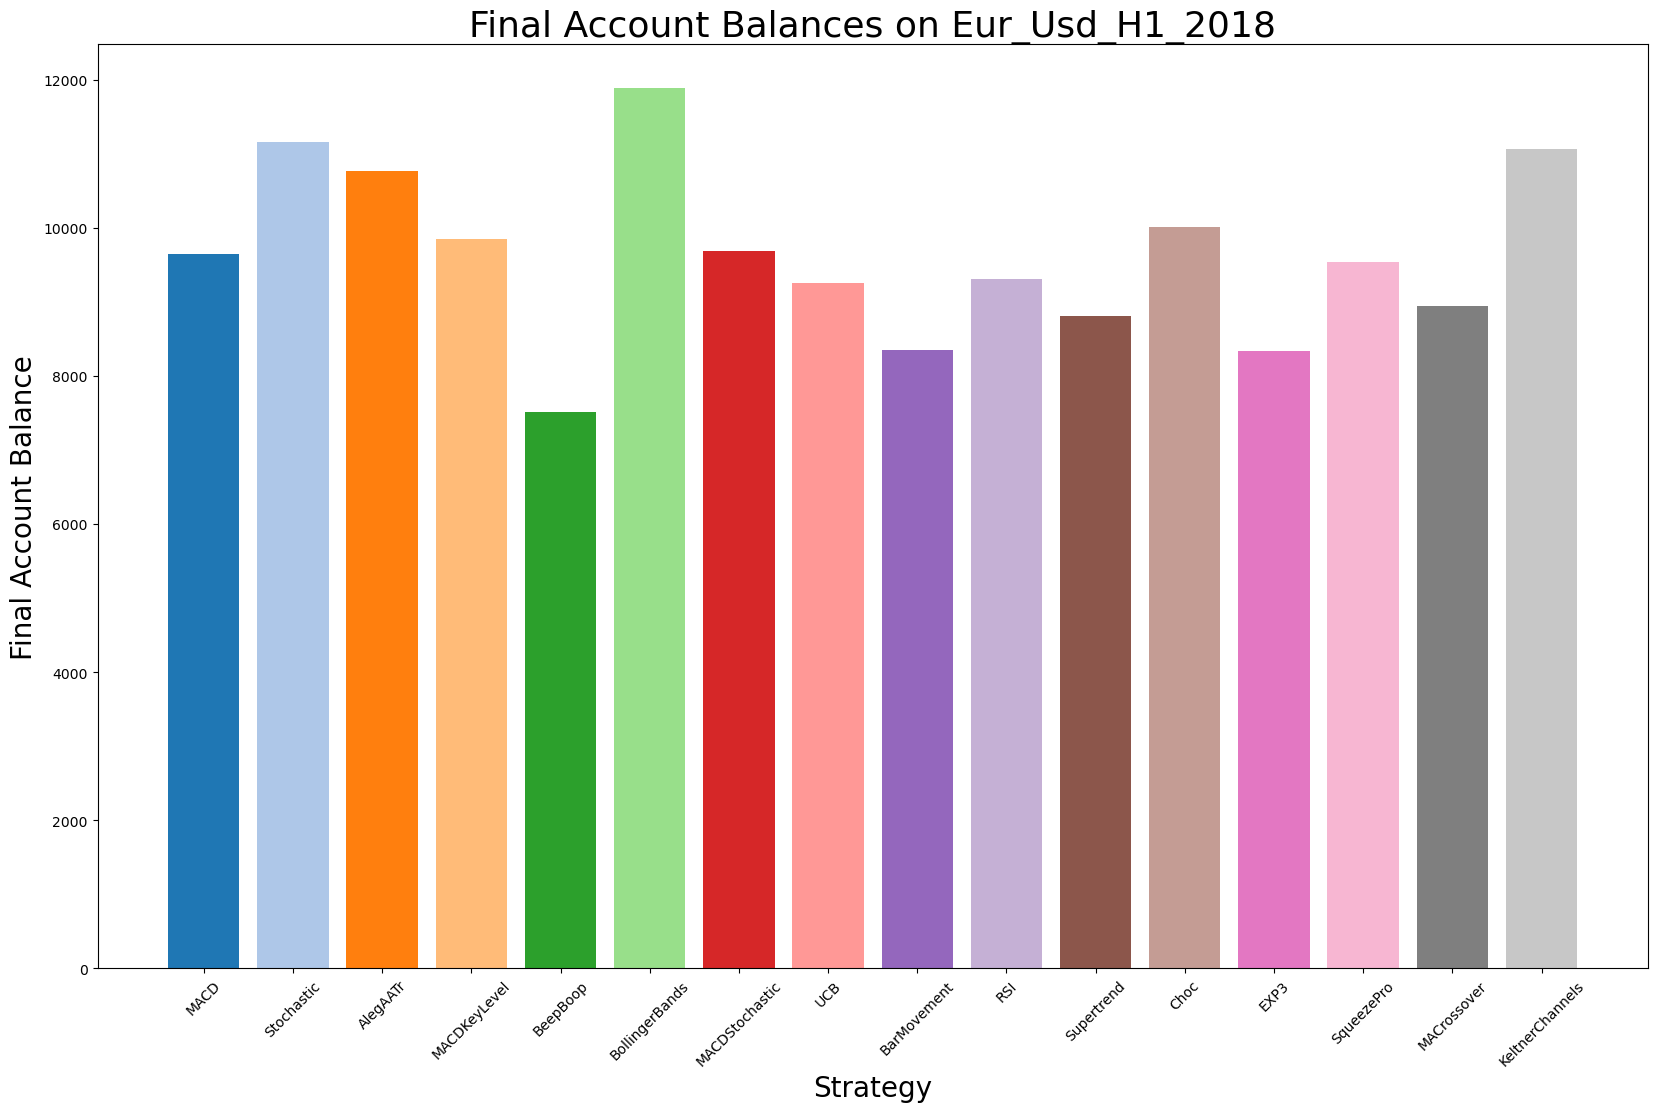 Final Account Balances on Eur_Usd_H1_2018
Final Account Balance
12000
10000
8000
6000
4000
2000
0
MACD
Stochastic
AlegAATr
MACDKeyLevel
BeepBoop
BollingerBands
MACDStochastic
UCB
BarMovement
RSI
Supertrend
Choc
EXP3
SqueezePro
MACrossover
KeltnerChannels
Strategy